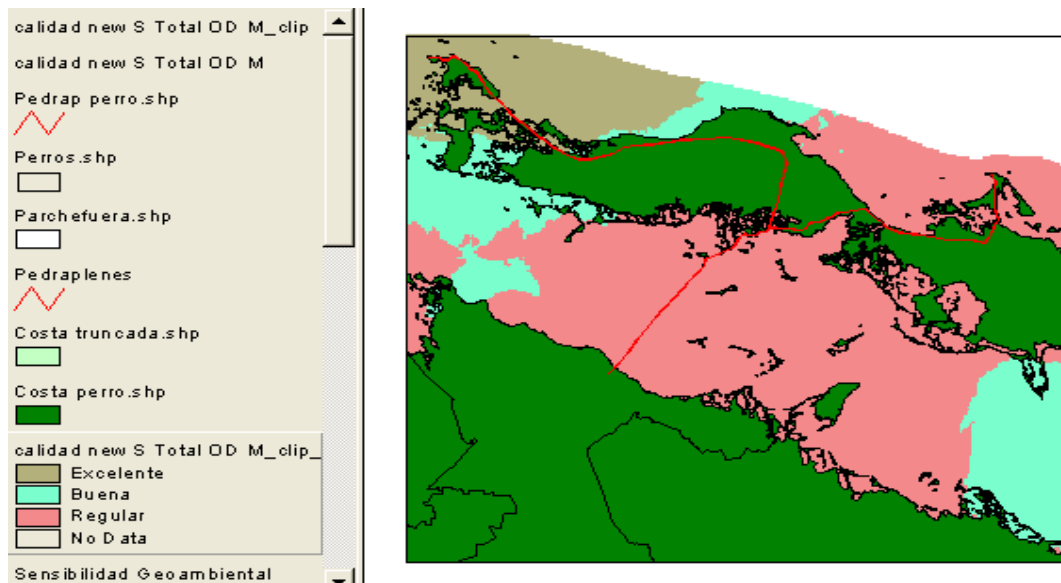 calidad new S Total OD M_clip
calidad new S Total OD M
Pedrap perro.shp
Perros.shp
Parchefuera.shp
Pedraplenes
Costa truncada.shp
Costa perro.shp
calidad new S Total OD M_clip_
Excelente
Buena
Regular
No Data
Sensibilidad Geoambiental